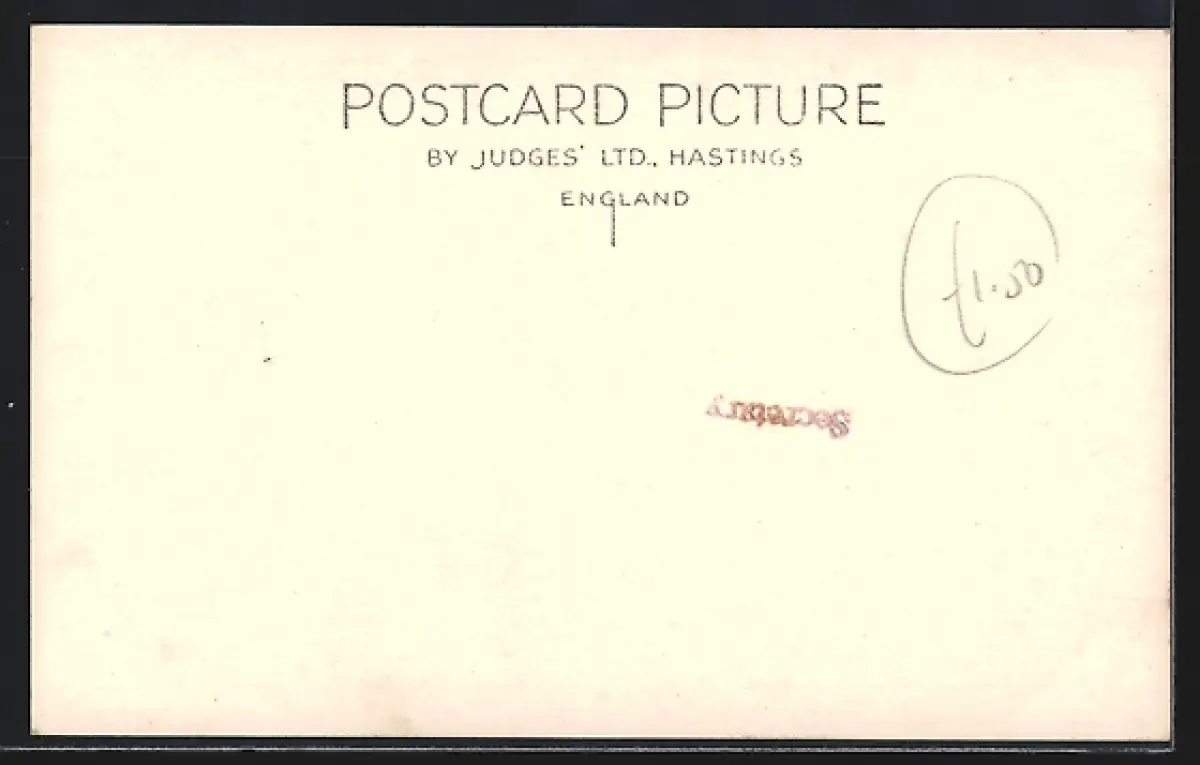 POSTCARD PICTURE
BY JUDGES' LTD., HASTINGS
ENGLAND
£1.50
Secretary